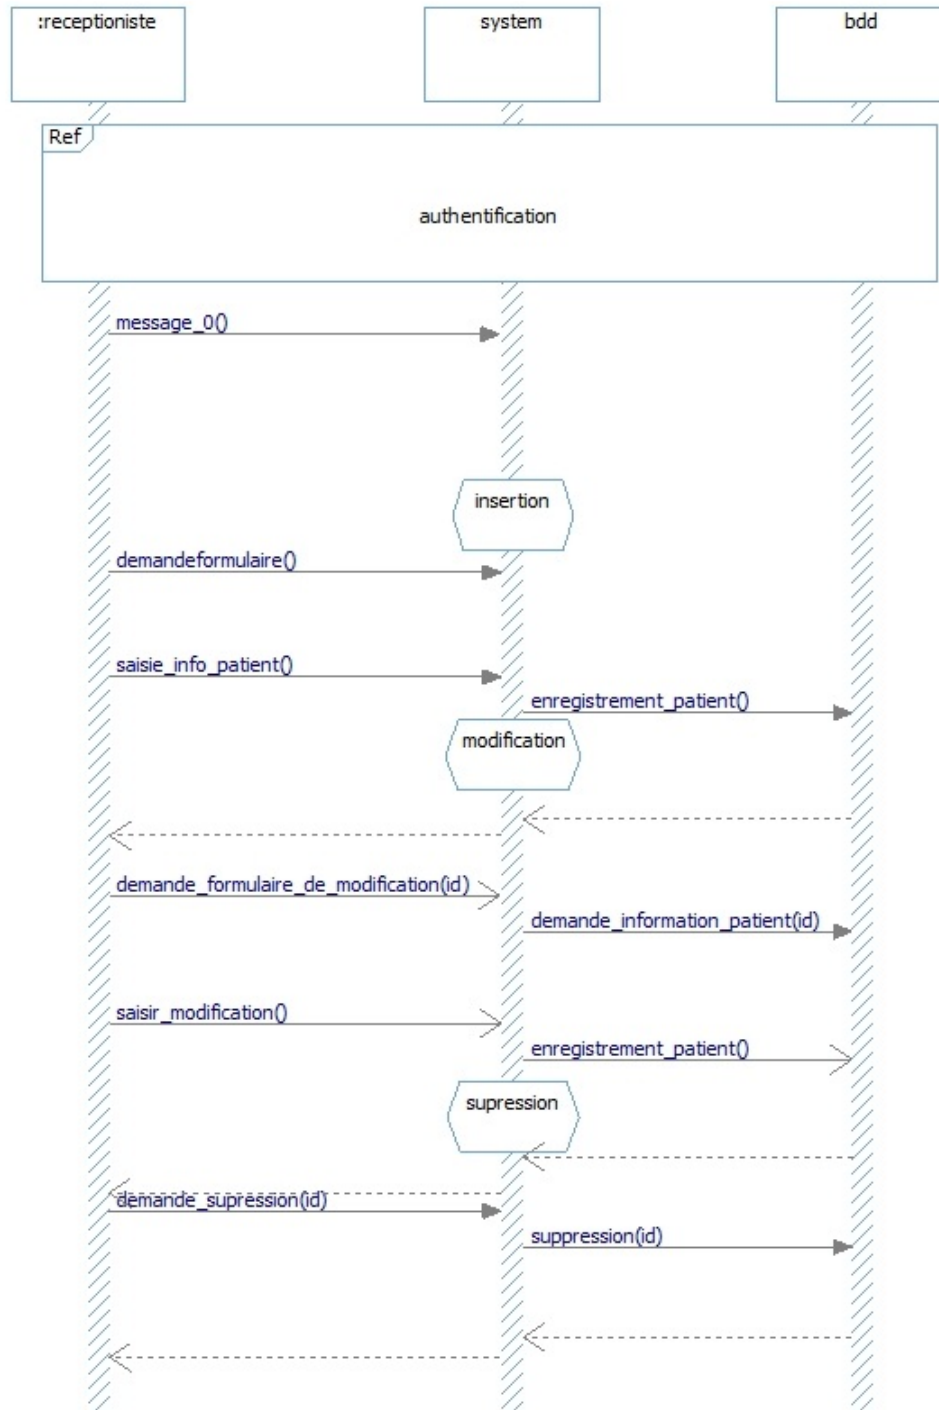 :receptioniste
system
bdd
Ref
authentification
message_0()
insertion
demandeformulaire()
saisie_info_patient()
enregistrement_patient()
modification
demande_formulaire_de_modification(id)
demande_information_patient(id)
saisir_modification()
enregistrement_patient()
supression
demande_supression(id)
suppression(id)